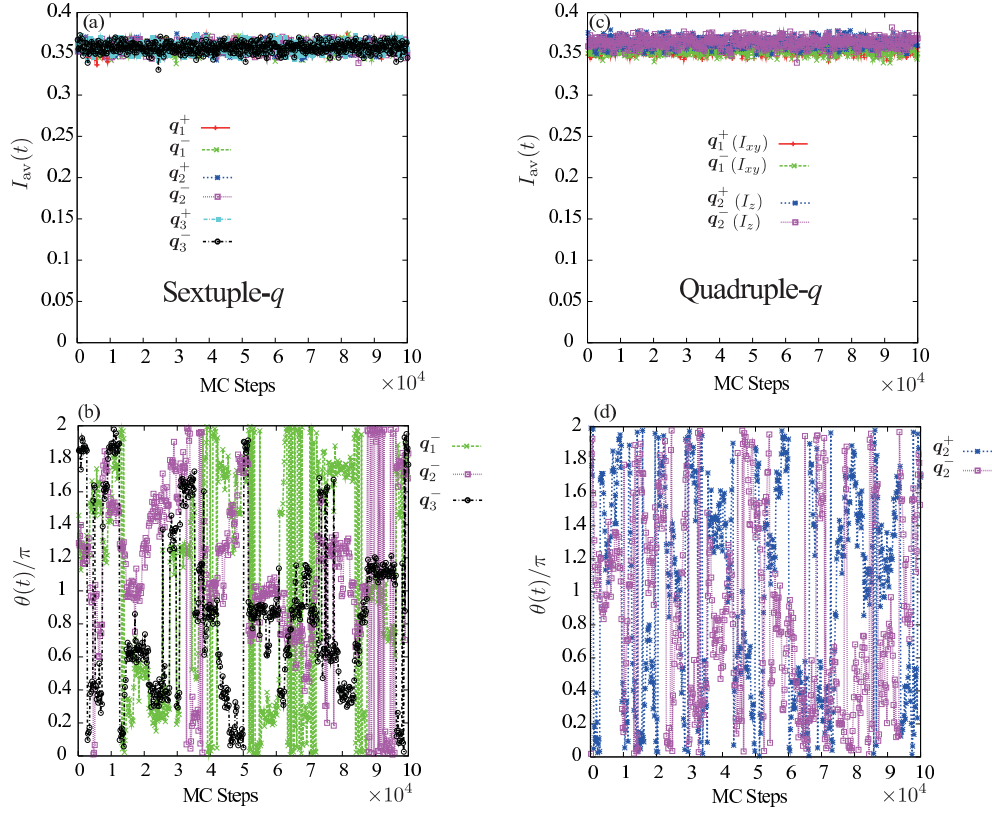 (a)
0.4
0.35
0.3
0.25
0.2
0.15
0.1
0.05
0
I_av(t)
q_1^+
q_1^-
q_2^+
q_2^-
q_3^+
q_3^-
Sextuple-q
0 1 2 3 4 5 6 7 8 9 10
MC Steps
×10^4
(c)
0.4
0.35
0.3
0.25
0.2
0.15
0.1
0.05
0
I_av(t)
q_1^+ (I_xy)
q_1^- (I_xy)
q_2^+ (I_z)
q_2^- (I_z)
Quadruple-q
0 1 2 3 4 5 6 7 8 9 10
MC Steps
×10^4
(b)
2
1.8
1.6
1.4
1.2
1
0.8
0.6
0.4
0.2
0
θ(t)/π
q_1^-
q_2^-
q_3^-
0 1 2 3 4 5 6 7 8 9 10
MC Steps
×10^4
(d)
2
1.8
1.6
1.4
1.2
1
0.8
0.6
0.4
0.2
0
θ(t)/π
q_2^+
q_2^-
0 1 2 3 4 5 6 7 8 9 10
MC Steps
×10^4